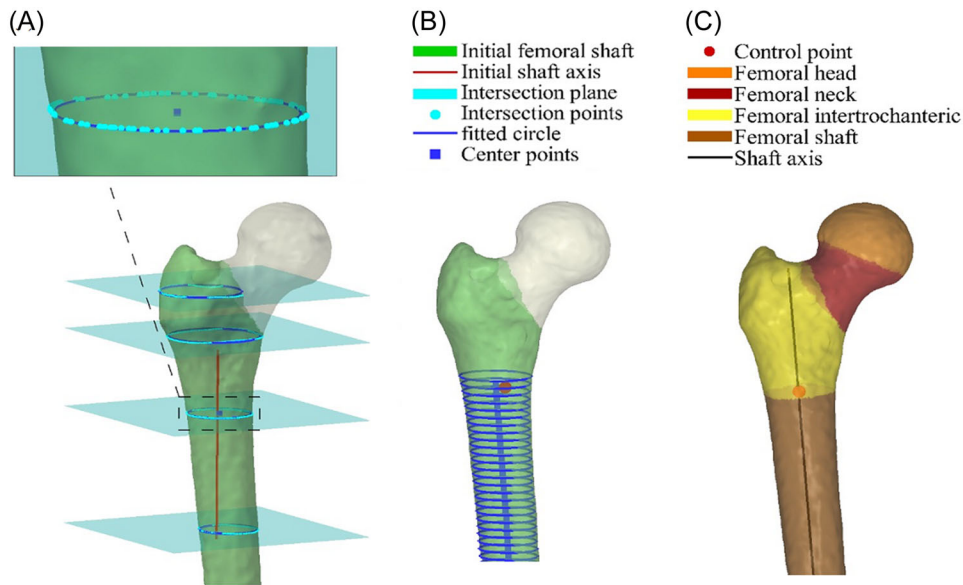 (A)
(B)
Initial femoral shaft
Initial shaft axis
Intersection plane
Intersection points
fitted circle
Center points
(C)
Control point
Femoral head
Femoral neck
Femoral intertrochanteric
Femoral shaft
Shaft axis